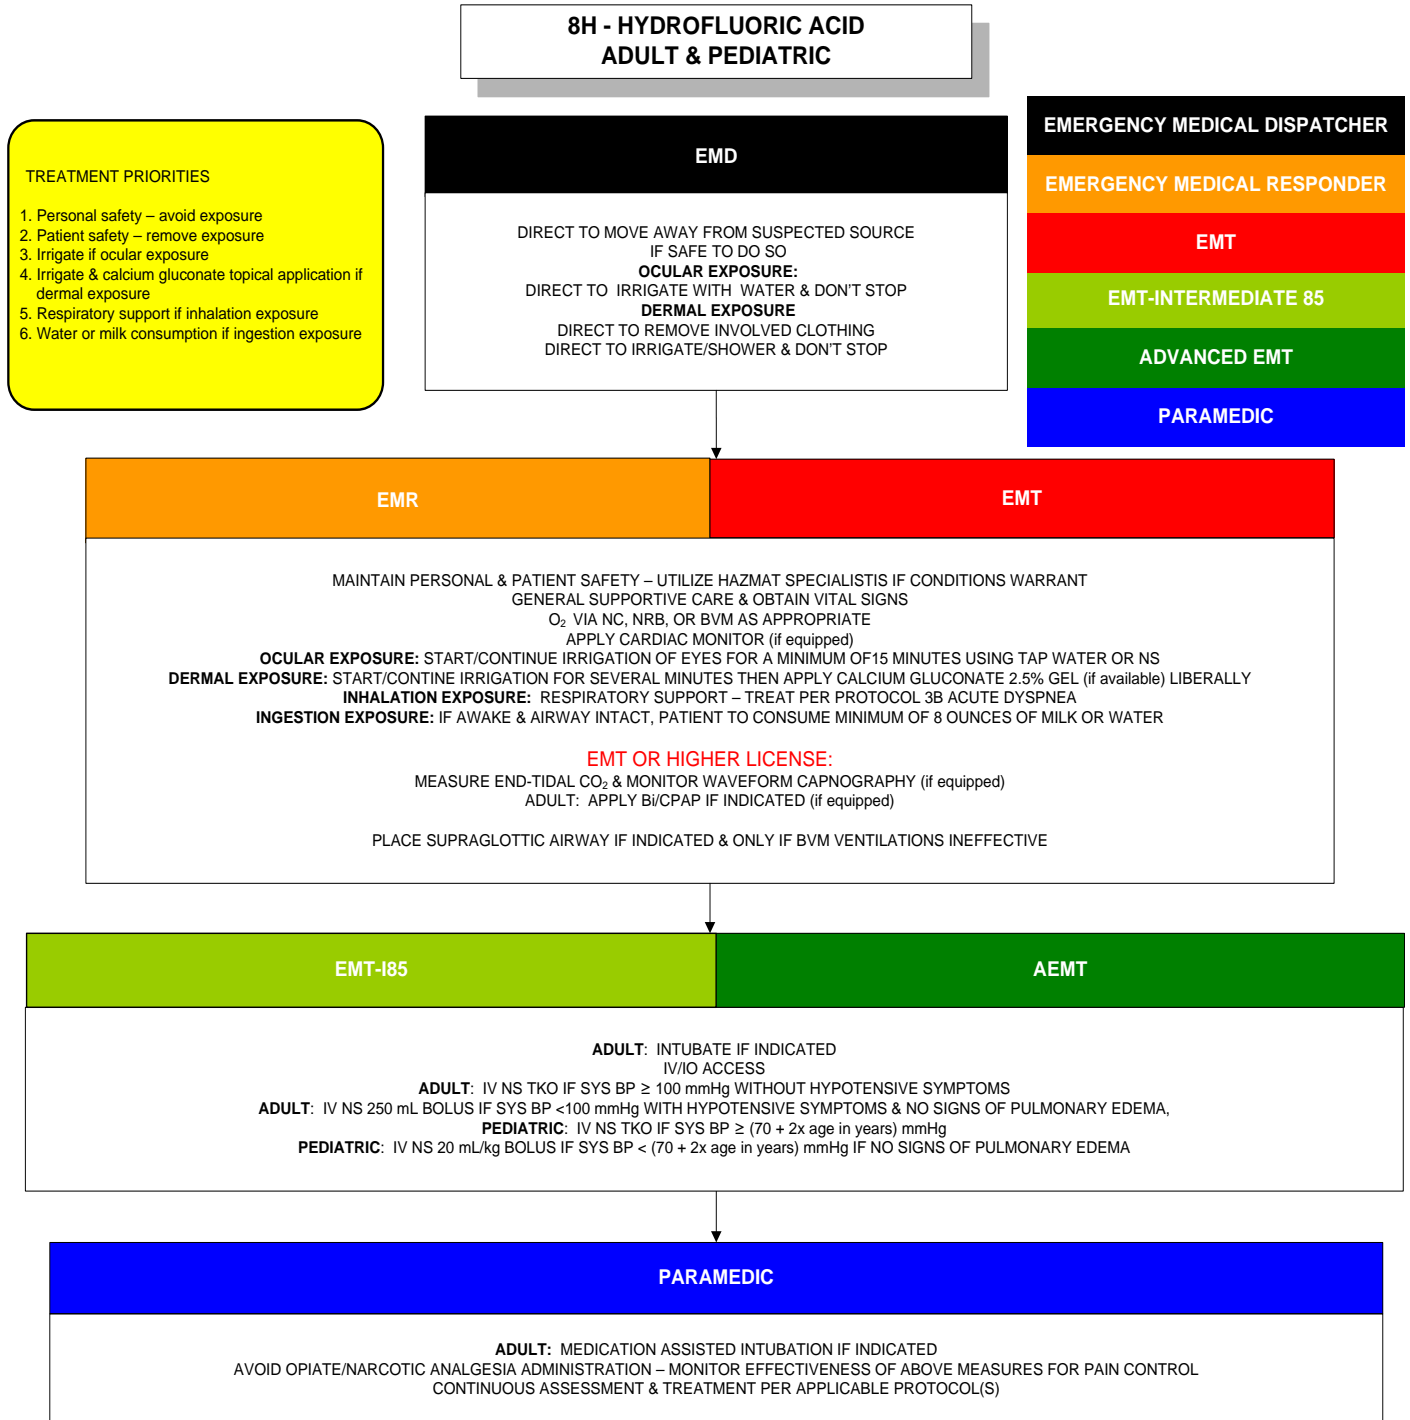 8H - HYDROFLUORIC ACID
ADULT & PEDIATRIC
TREATMENT PRIORITIES
1. Personal safety – avoid exposure
2. Patient safety – remove exposure
3. Irrigate if ocular exposure
4. Irrigate & calcium gluconate topical application if
dermal exposure
5. Respiratory support if inhalation exposure
6. Water or milk consumption if ingestion exposure
EMD
DIRECT TO MOVE AWAY FROM SUSPECTED SOURCE
IF SAFE TO DO SO
OCULAR EXPOSURE:
DIRECT TO IRRIGATE WITH WATER & DON'T STOP
DERMAL EXPOSURE
DIRECT TO REMOVE INVOLVED CLOTHING
DIRECT TO IRRIGATE/SHOWER & DON'T STOP
EMERGENCY MEDICAL DISPATCHER
EMERGENCY MEDICAL RESPONDER
EMT
EMT-INTERMEDIATE 85
ADVANCED EMT
PARAMEDIC
EMR
EMT
MAINTAIN PERSONAL & PATIENT SAFETY – UTILIZE HAZMAT SPECIALISTIS IF CONDITIONS WARRANT
GENERAL SUPPORTIVE CARE & OBTAIN VITAL SIGNS
O₂ VIA NC, NRB, OR BVM AS APPROPRIATE
APPLY CARDIAC MONITOR (if equipped)
OCULAR EXPOSURE: START/CONTINUE IRRIGATION OF EYES FOR A MINIMUM OF15 MINUTES USING TAP WATER OR NS
DERMAL EXPOSURE: START/CONTINE IRRIGATION FOR SEVERAL MINUTES THEN APPLY CALCIUM GLUCONATE 2.5% GEL (if available) LIBERALLY
INHALATION EXPOSURE: RESPIRATORY SUPPORT – TREAT PER PROTOCOL 3B ACUTE DYSPNEA
INGESTION EXPOSURE: IF AWAKE & AIRWAY INTACT, PATIENT TO CONSUME MINIMUM OF 8 OUNCES OF MILK OR WATER
EMT OR HIGHER LICENSE:
MEASURE END-TIDAL CO₂ & MONITOR WAVEFORM CAPNOGRAPHY (if equipped)
ADULT: APPLY Bi/CPAP IF INDICATED (if equipped)
PLACE SUPRAGLOTTIC AIRWAY IF INDICATED & ONLY IF BVM VENTILATIONS INEFFECTIVE
EMT-I85
AEMT
ADULT: INTUBATE IF INDICATED
IV/IO ACCESS
ADULT: IV NS TKO IF SYS BP ≥ 100 mmHg WITHOUT HYPOTENSIVE SYMPTOMS
ADULT: IV NS 250 mL BOLUS IF SYS BP <100 mmHg WITH HYPOTENSIVE SYMPTOMS & NO SIGNS OF PULMONARY EDEMA,
PEDIATRIC: IV NS TKO IF SYS BP ≥ (70 + 2x age in years) mmHg
PEDIATRIC: IV NS 20 mL/kg BOLUS IF SYS BP < (70 + 2x age in years) mmHg IF NO SIGNS OF PULMONARY EDEMA
PARAMEDIC
ADULT: MEDICATION ASSISTED INTUBATION IF INDICATED
AVOID OPIATE/NARCOTIC ANALGESIA ADMINISTRATION – MONITOR EFFECTIVENESS OF ABOVE MEASURES FOR PAIN CONTROL
CONTINUOUS ASSESSMENT & TREATMENT PER APPLICABLE PROTOCOL(S)